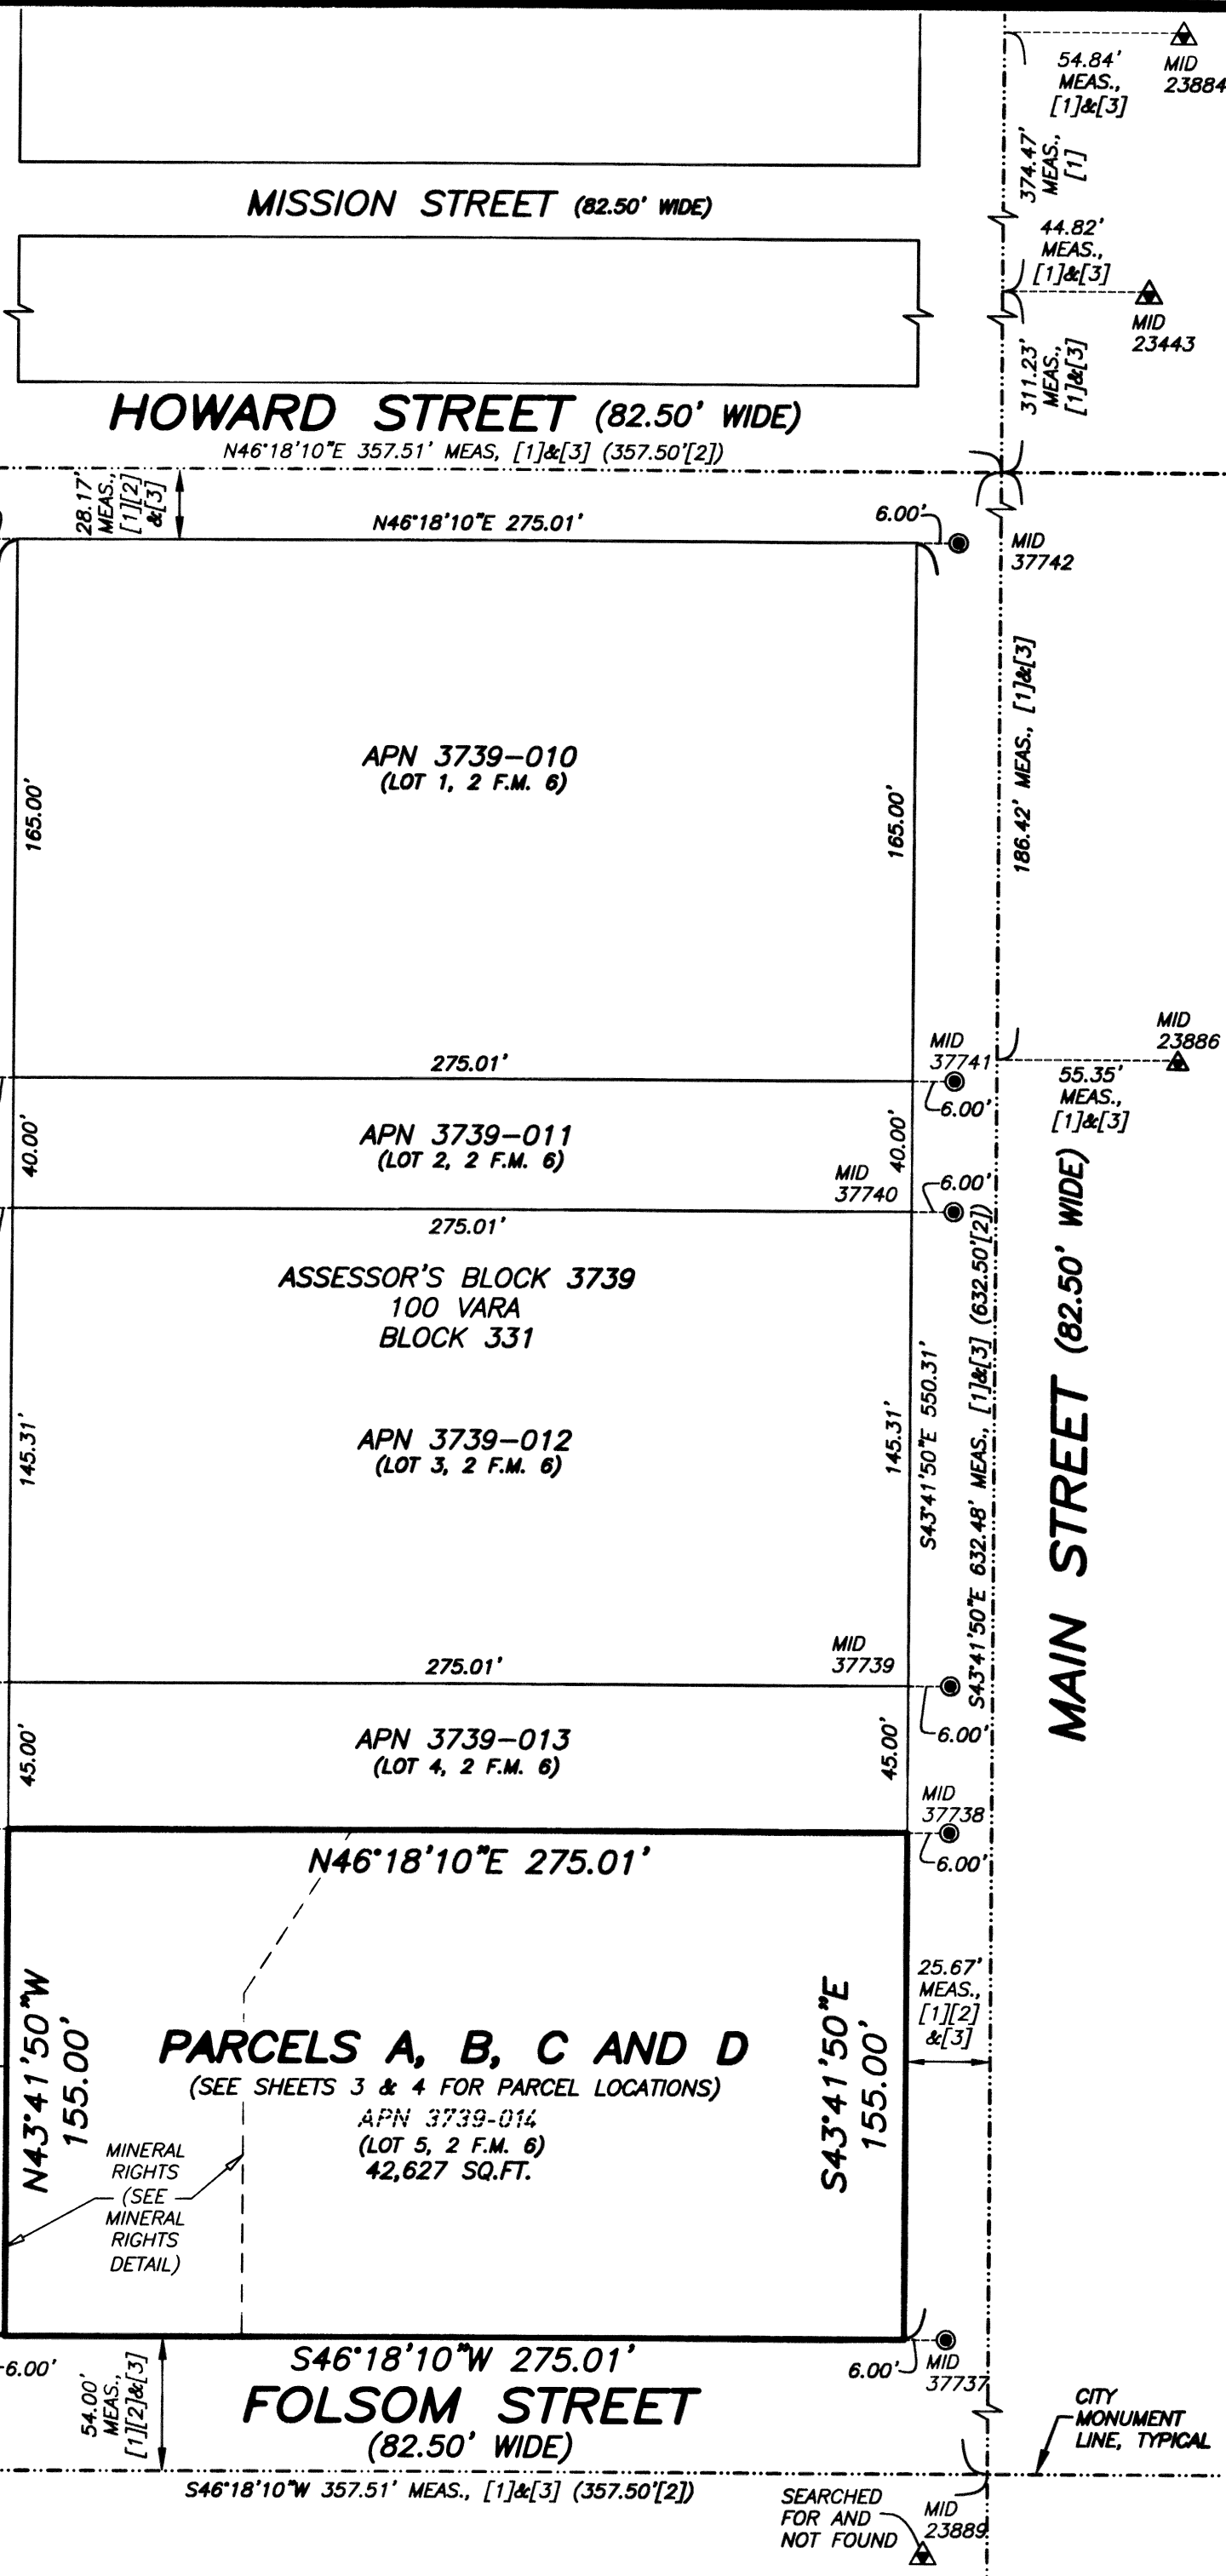 54.84'
MEAS.,
[1]&[3]
MID
23884
374.47'
MEAS.,
[1]
MISSION STREET (82.50' WIDE)
44.82'
MEAS.,
[1]&[3]
MID
23443
311.23'
MEAS.,
[1]&[3]
HOWARD STREET (82.50' WIDE)
N46°18'10"E 357.51' MEAS, [1]&[3] (357.50'[2])
28.17'
MEAS.,
[1][2]
&[3]
N46°18'10"E 275.01'
6.00'
MID
37742
186.42' MEAS., [1]&[3]
APN 3739-010
(LOT 1, 2 F.M. 6)
165.00'
165.00'
MID
23886
55.35'
MEAS.,
[1]&[3]
275.01'
MID
37741
6.00'
40.00'
APN 3739-011
(LOT 2, 2 F.M. 6)
40.00'
MID
37740
6.00'
275.01'
ASSESSOR'S BLOCK 3739
100 VARA
BLOCK 331
S43°41'50"E 550.31'
S43°41'50"E 632.48' MEAS., [1]&[3] (632.50'[2])
MAIN STREET (82.50' WIDE)
145.31'
APN 3739-012
(LOT 3, 2 F.M. 6)
145.31'
275.01'
MID
37739
6.00'
45.00'
APN 3739-013
(LOT 4, 2 F.M. 6)
45.00'
MID
37738
6.00'
N46°18'10"E 275.01'
N43°41'50"W
155.00'
S43°41'50"E
155.00'
25.67'
MEAS.,
[1][2]
&[3]
PARCELS A, B, C AND D
(SEE SHEETS 3 & 4 FOR PARCEL LOCATIONS)
APN 3739-014
(LOT 5, 2 F.M. 6)
42,627 SQ.FT.
MINERAL
RIGHTS
(SEE
MINERAL
RIGHTS
DETAIL)
S46°18'10"W 275.01'
6.00'
6.00'
MID
37737
54.00'
MEAS.,
[1][2]&[3]
FOLSOM STREET
(82.50' WIDE)
CITY
MONUMENT
LINE, TYPICAL
S46°18'10"W 357.51' MEAS., [1]&[3] (357.50'[2])
SEARCHED
FOR AND
NOT FOUND
MID
23889